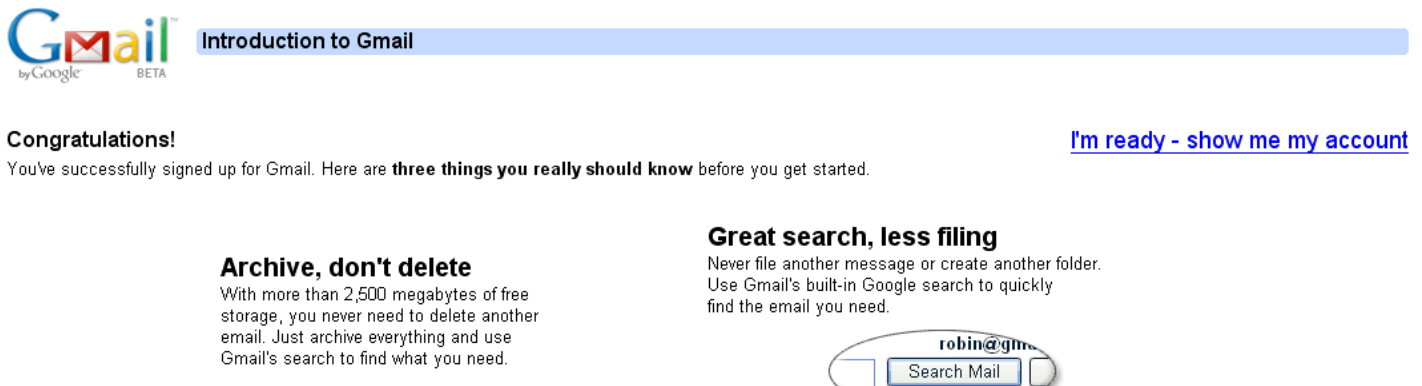 Gmail™
by Google BETA
Introduction to Gmail
Congratulations!
I'm ready - show me my account
You've successfully signed up for Gmail. Here are three things you really should know before you get started.
Archive, don't delete
With more than 2,500 megabytes of free
storage, you never need to delete another
email. Just archive everything and use
Gmail's search to find what you need.
Great search, less filing
Never file another message or create another folder.
Use Gmail's built-in Google search to quickly
find the email you need.
robin@gma
Search Mail